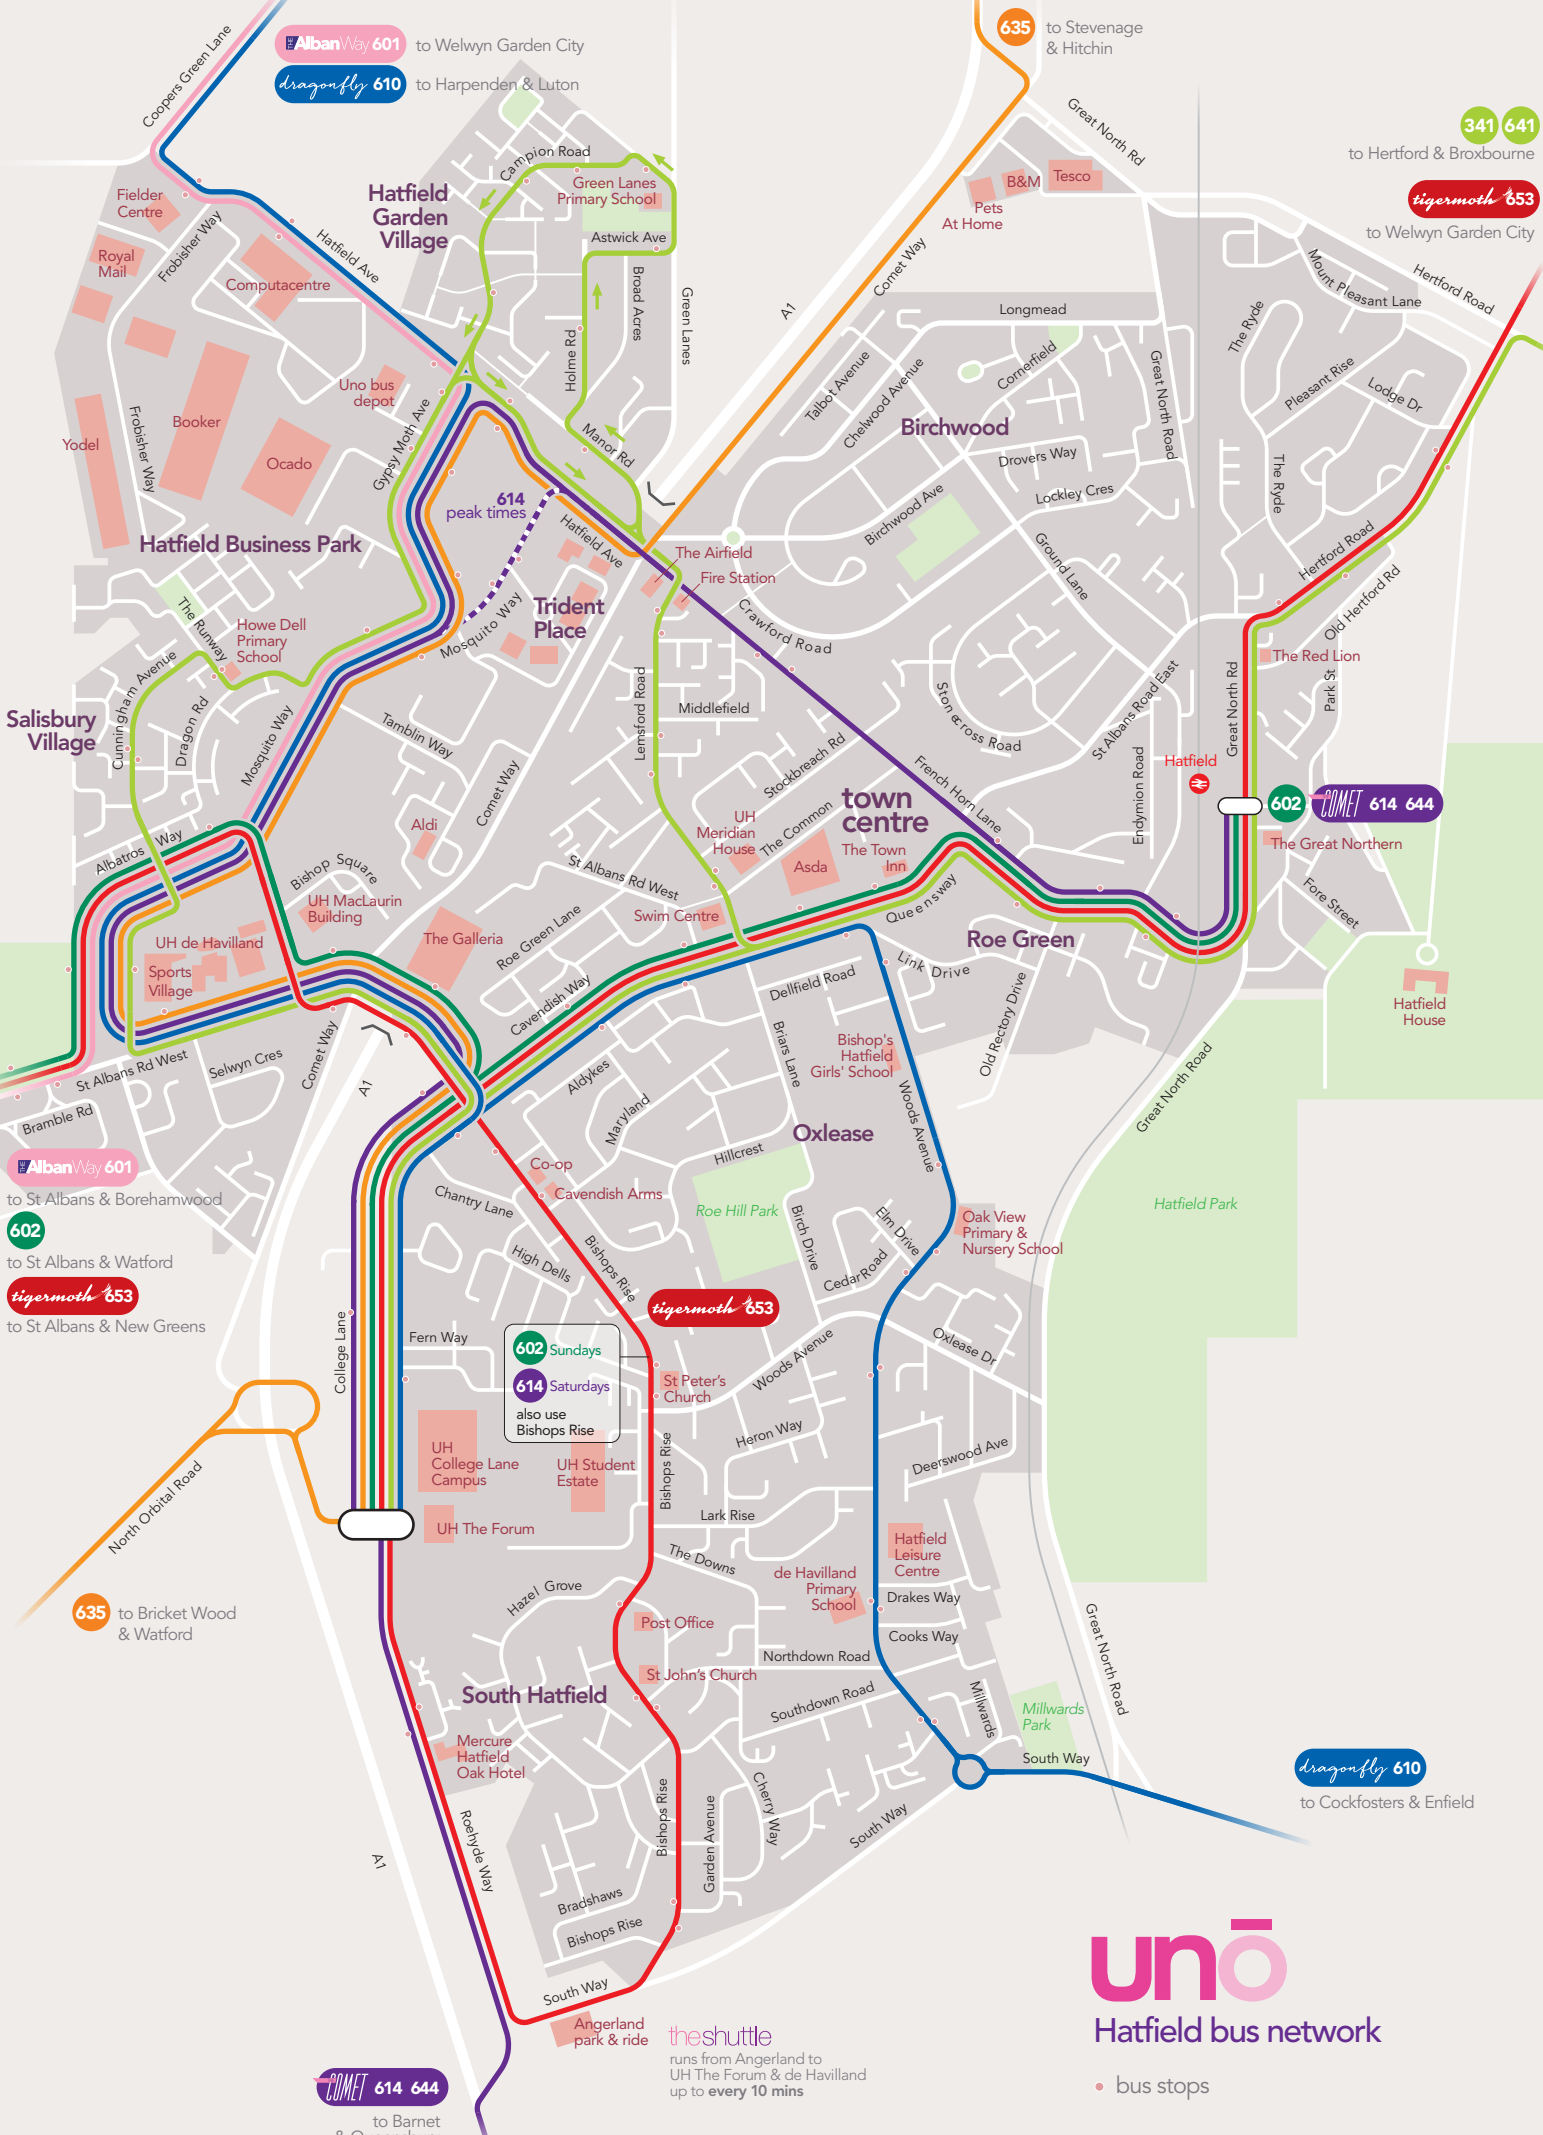 THE AlbanWay 601
to Welwyn Garden City
dragonfly 610
to Harpenden & Luton
635
to Stevenage
& Hitchin
341 641
to Hertford & Broxbourne
tigermoth 653
to Welwyn Garden City
Coopers Green Lane
Great North Rd
Campion Road
Hatfield
Garden
Village
Green Lanes
Primary School
Astwick Ave
Broad Acres
Green Lanes
Holme Rd
Manor Rd
Fielder
Centre
Royal
Mail
Frobisher Way
Computacentre
Hatfield Ave
Uno bus
depot
Booker
Yodel
Frobisher Way
Ocado
Gypsy Moth Ave
Hatfield Business Park
614
peak times
Hatfield Ave
B&M
Tesco
Pets
At Home
Comet Way
A1
Longmead
Talbot Avenue
Chelwood Avenue
Cornerfield
Birchwood
Great North Road
Drovers Way
Lockley Cres
Birchwood Ave
Ground Lane
Mount Pleasant Lane
Hertford Road
The Ryde
Pleasant Rise
Lodge Dr
The Ryde
Hertford Road
Old Hertford Rd
The Airfield
Fire Station
Crawford Road
Trident
Place
Mosquito Way
The Runway
Howe Dell
Primary
School
Cunningham Avenue
Salisbury
Village
Dragon Rd
Mosquito Way
Tamblin Way
Comet Way
Lemsford Road
Middlefield
Stockbreach Rd
Stonecross Road
St Albans Road East
Great North Rd
The Red Lion
Park St
Hatfield
Endymion Road
French Horn Lane
602
COMET 614 644
The Great Northern
Fore Street
Hatfield
House
town
centre
UH
Meridian
House
The Common
Asda
The Town
Inn
Queensway
Aldi
St Albans Rd West
Swim Centre
Albatros Way
Bishop Square
UH MacLaurin
Building
UH de Havilland
Sports
Village
The Galleria
Roe Green Lane
Cavendish Way
Roe Green
Link Drive
Dellfield Road
Old Rectory Drive
St Albans Rd West
Selwyn Cres
Comet Way
A1
Bramble Rd
Briars Lane
Bishop's
Hatfield
Girls' School
Woods Avenue
Great North Road
Aldykes
Maryland
Hillcrest
Oxlease
THE AlbanWay 601
to St Albans & Borehamwood
602
to St Albans & Watford
tigermoth 653
to St Albans & New Greens
Co-op
Cavendish Arms
Chantry Lane
High Dells
Bishops Rise
Roe Hill Park
Birch Drive
Elm Drive
Cedar Road
Oak View
Primary &
Nursery School
Hatfield Park
tigermoth 653
College Lane
Fern Way
602 Sundays
614 Saturdays
also use
Bishops Rise
St Peter's
Church
Woods Avenue
Oxlease Dr
Heron Way
Deerswood Ave
UH
College Lane
Campus
UH Student
Estate
Bishops Rise
Lark Rise
UH The Forum
North Orbital Road
635
to Bricket Wood
& Watford
The Downs
Hatfield
Leisure
Centre
de Havilland
Primary
School
Drakes Way
Cooks Way
Hazel Grove
Post Office
Northdown Road
St John's Church
South Hatfield
Southdown Road
Millwards
Millwards
Park
Great North Road
South Way
Mercure
Hatfield
Oak Hotel
Roehyde Way
Bishops Rise
Garden Avenue
Cherry Way
South Way
dragonfly 610
to Cockfosters & Enfield
A1
Bradshaws
Bishops Rise
South Way
Angerland
park & ride
theshuttle
runs from Angerland to
UH The Forum & de Havilland
up to every 10 mins
COMET 614 644
to Barnet
unō
Hatfield bus network
bus stops